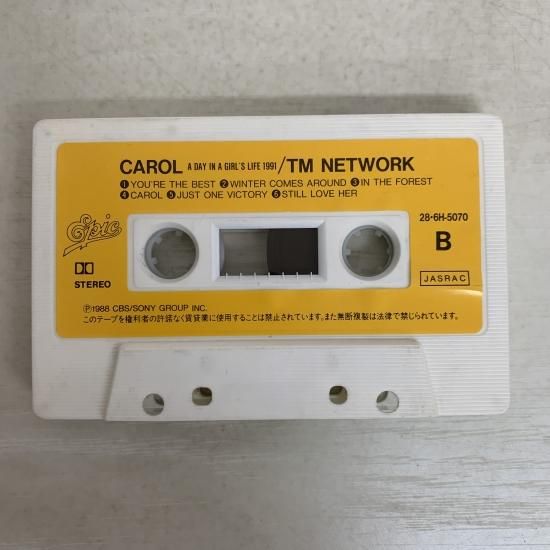 CAROL A DAY IN A GIRL'S LIFE 1991/TM NETWORK
❶YOU'RE THE BEST ❷WINTER COMES AROUND ❸IN THE FOREST
❹CAROL ❺JUST ONE VICTORY ❻STILL LOVE HER
Epic
28·6H-5070
B
STEREO
JASRAC
Ⓟ1988 CBS/SONY GROUP INC.
このテープを権利者の許諾なく賃貸業に使用することは禁止されています。また無断複製は法律で禁じられています。